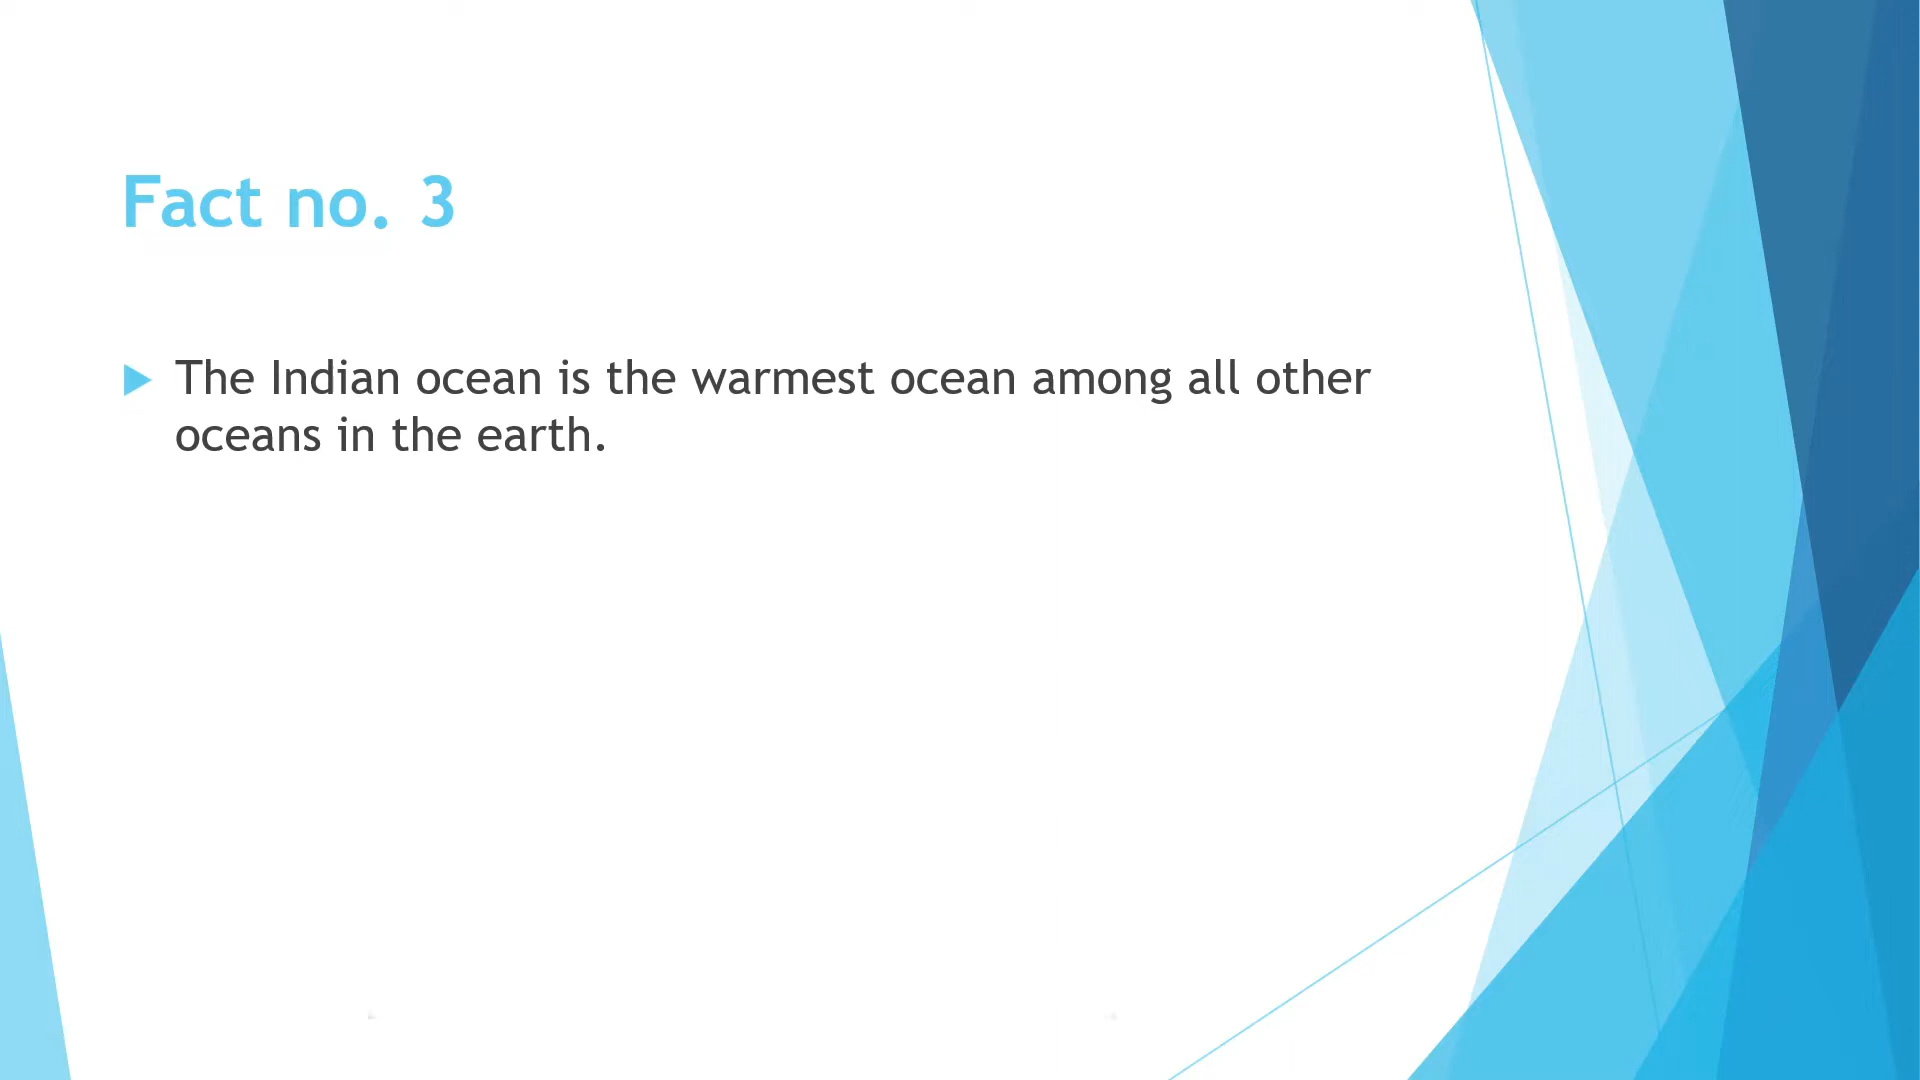 Fact no. 3
The Indian ocean is the warmest ocean among all other
oceans in the earth.